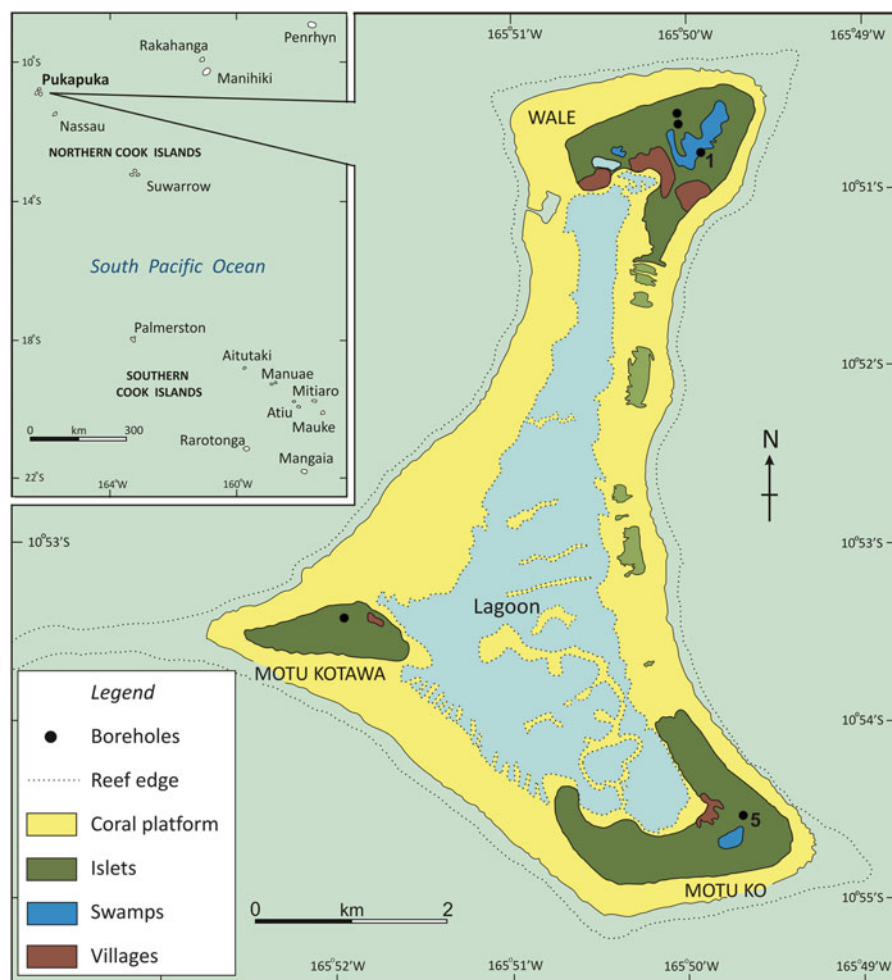 165°51'W
165°50'W
165°49'W
Penrhyn
Rakahanga
10°S
Manihiki
Pukapuka
Nassau
NORTHERN COOK ISLANDS
Suwarrow
14°S
South Pacific Ocean
Palmerston
18°S
Aitutaki
SOUTHERN
COOK ISLANDS
Manuae
Mitiaro
Atiu
Mauke
0 km 300
Rarotonga
Mangaia
22°S
164°W
160°W
WALE
1
10°51'S
10°52'S
N
10°53'S
10°53'S
Lagoon
MOTU KOTAWA
10°54'S
5
MOTU KO
10°55'S
Legend
Boreholes
Reef edge
Coral platform
Islets
Swamps
Villages
0 km 2
165°52'W
165°51'W
165°50'W
165°49'W